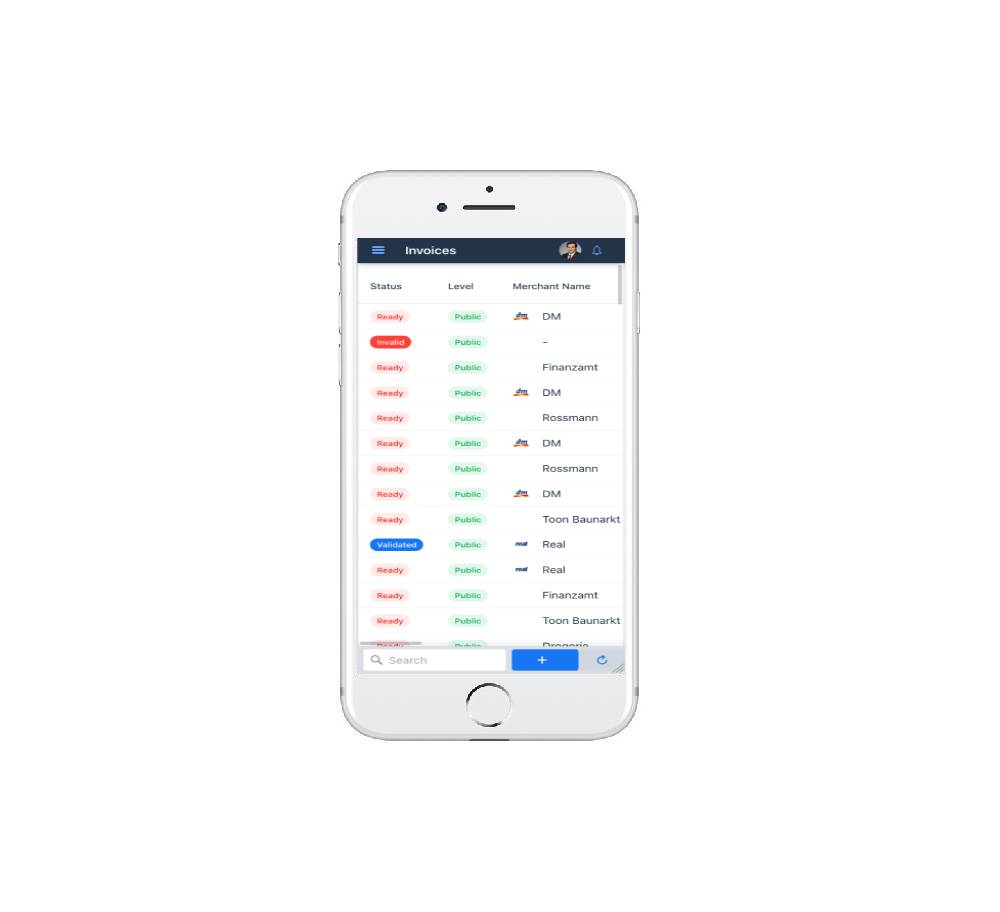 Invoices
Status Level Merchant Name
Ready Public dm DM
Invalid Public -
Ready Public Finanzamt
Ready Public dm DM
Ready Public Rossmann
Ready Public dm DM
Ready Public Rossmann
Ready Public dm DM
Ready Public Toon Baunarkt
Validated Public real Real
Ready Public real Real
Ready Public Finanzamt
Ready Public Toon Baunarkt
Ready Public Drogerie
Search +